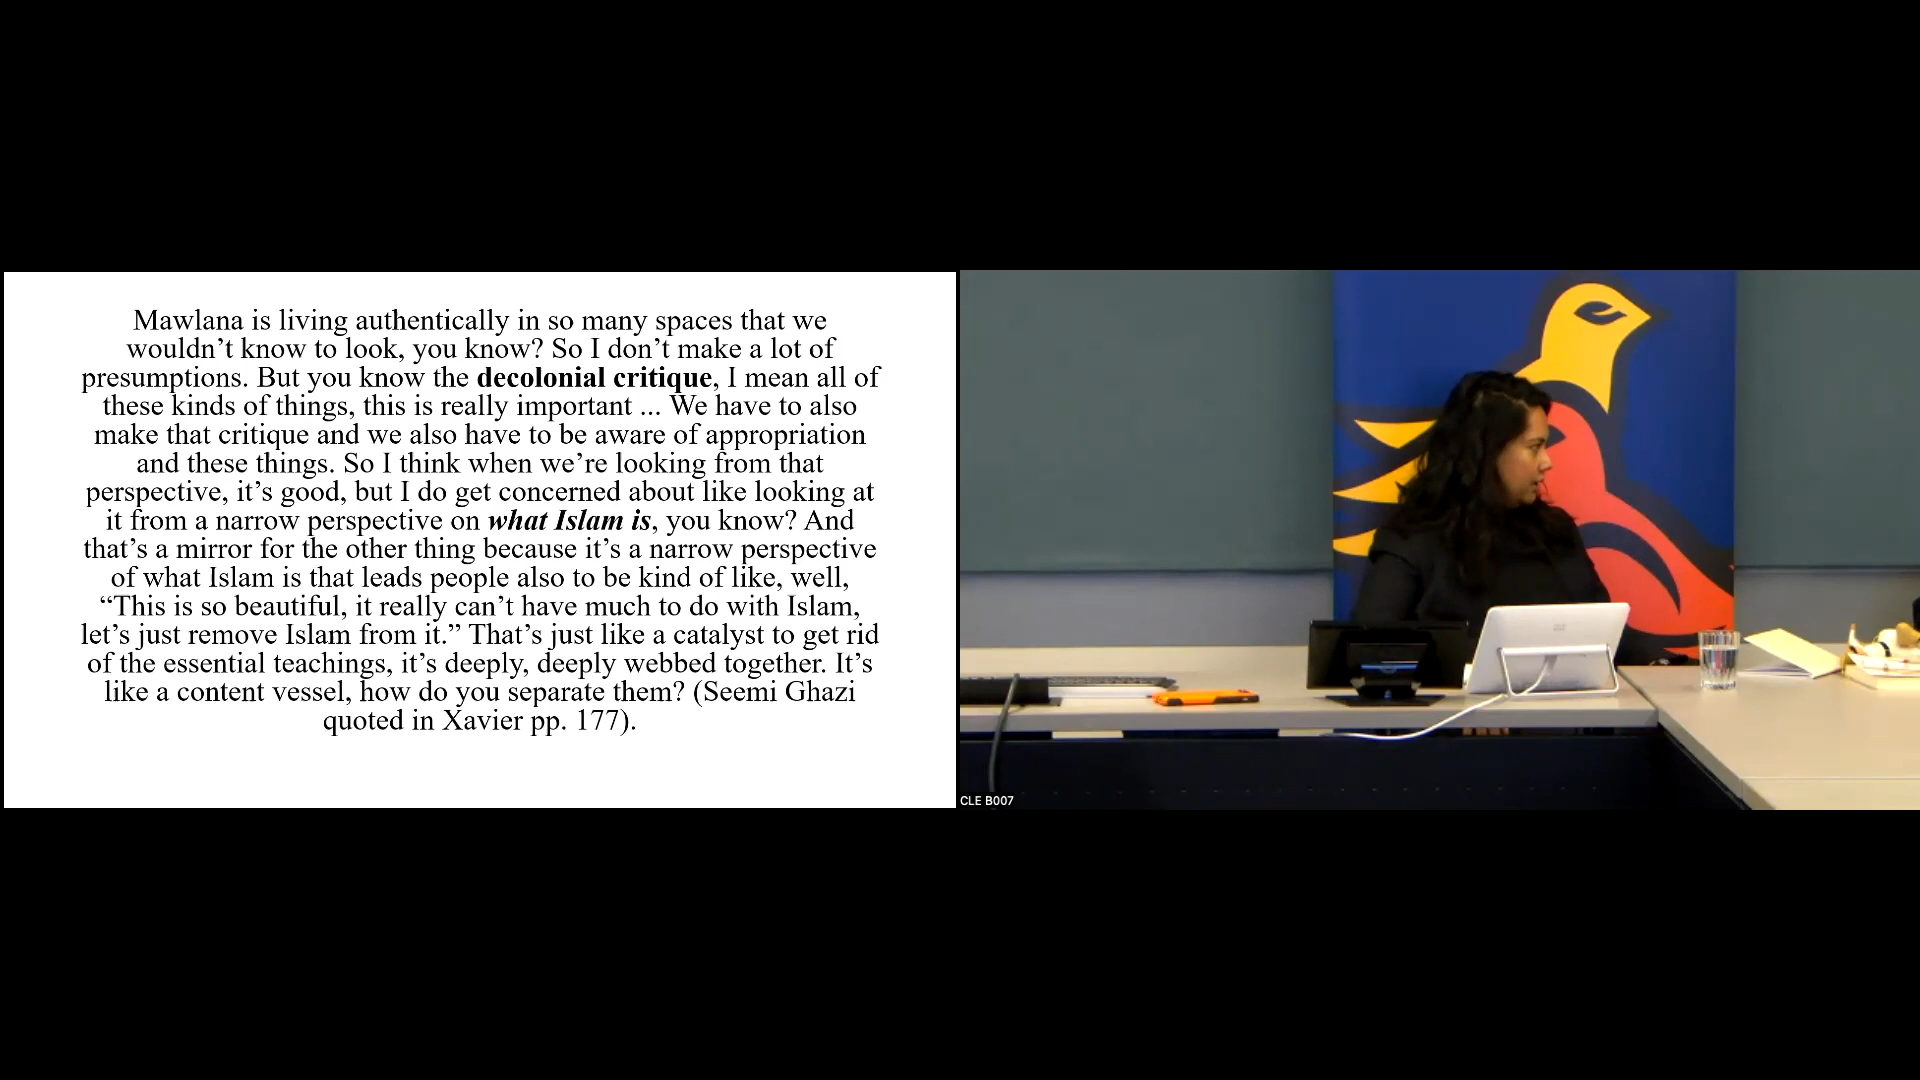 Mawlana is living authentically in so many spaces that we
wouldn’t know to look, you know? So I don’t make a lot of
presumptions. But you know the decolonial critique, I mean all of
these kinds of things, this is really important ... We have to also
make that critique and we also have to be aware of appropriation
and these things. So I think when we’re looking from that
perspective, it’s good, but I do get concerned about like looking at
it from a narrow perspective on what Islam is, you know? And
that’s a mirror for the other thing because it’s a narrow perspective
of what Islam is that leads people also to be kind of like, well,
“This is so beautiful, it really can’t have much to do with Islam,
let’s just remove Islam from it.” That’s just like a catalyst to get rid
of the essential teachings, it’s deeply, deeply webbed together. It’s
like a content vessel, how do you separate them? (Seemi Ghazi
quoted in Xavier pp. 177).
CLE B007